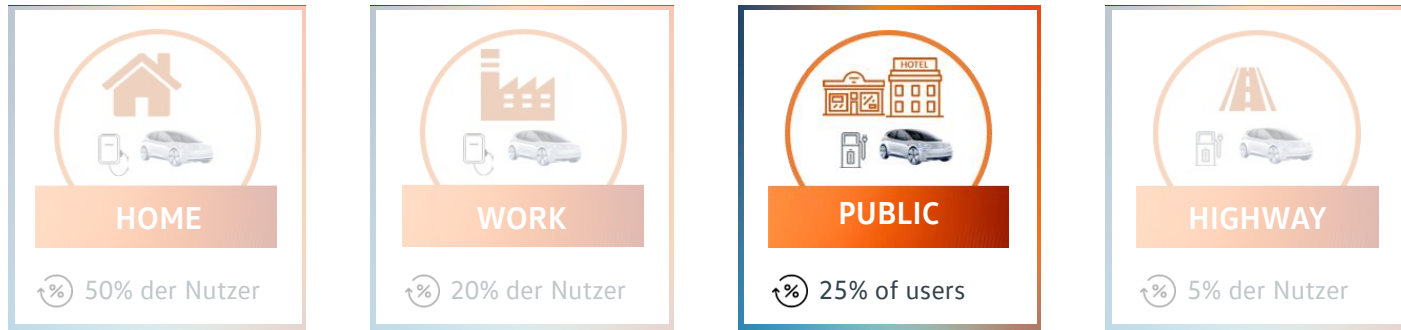 HOME
50% der Nutzer
WORK
20% der Nutzer
HOTEL
PUBLIC
25% of users
HIGHWAY
5% der Nutzer